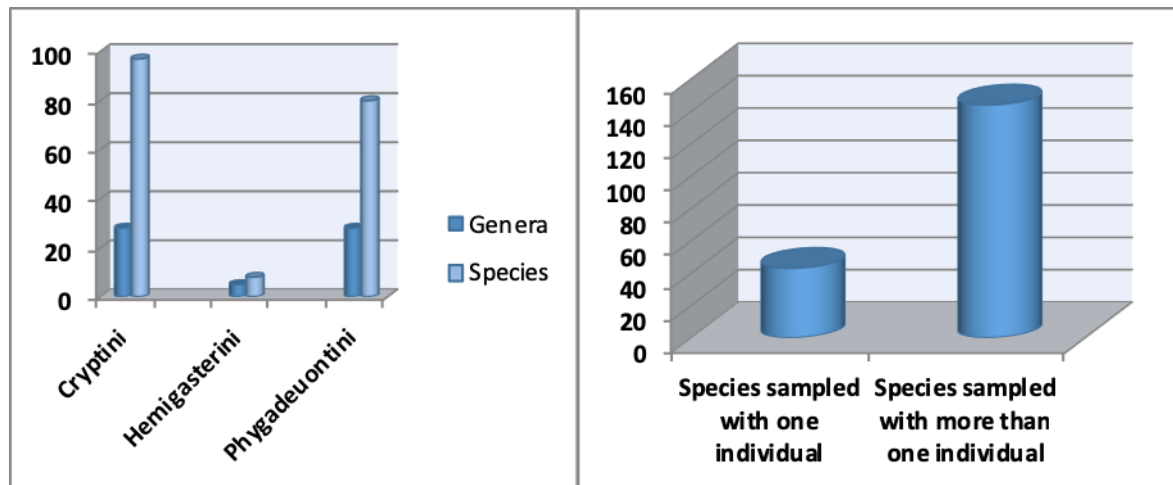 100
80
60
40
20
0
Cryptini
Hemigasterini
Phygadeuontini
Genera
Species
160
140
120
100
80
60
40
20
0
Species sampled
with one
individual
Species sampled
with more than
one individual